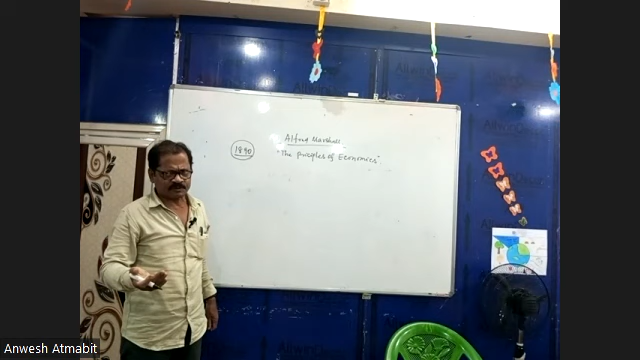 Alfred Marshall
1890
"The Principles of Economics"
Anwesh Atmabit